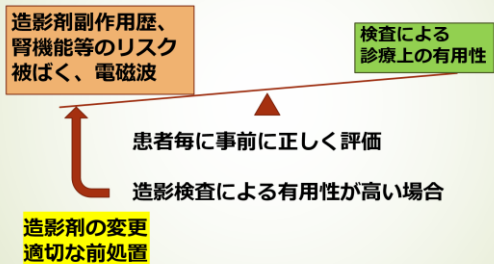 造影剤副作用歴、
腎機能等のリスク
被ばく、電磁波
検査による
診療上の有用性
患者毎に事前に正しく評価
造影検査による有用性が高い場合
造影剤の変更
適切な前処置